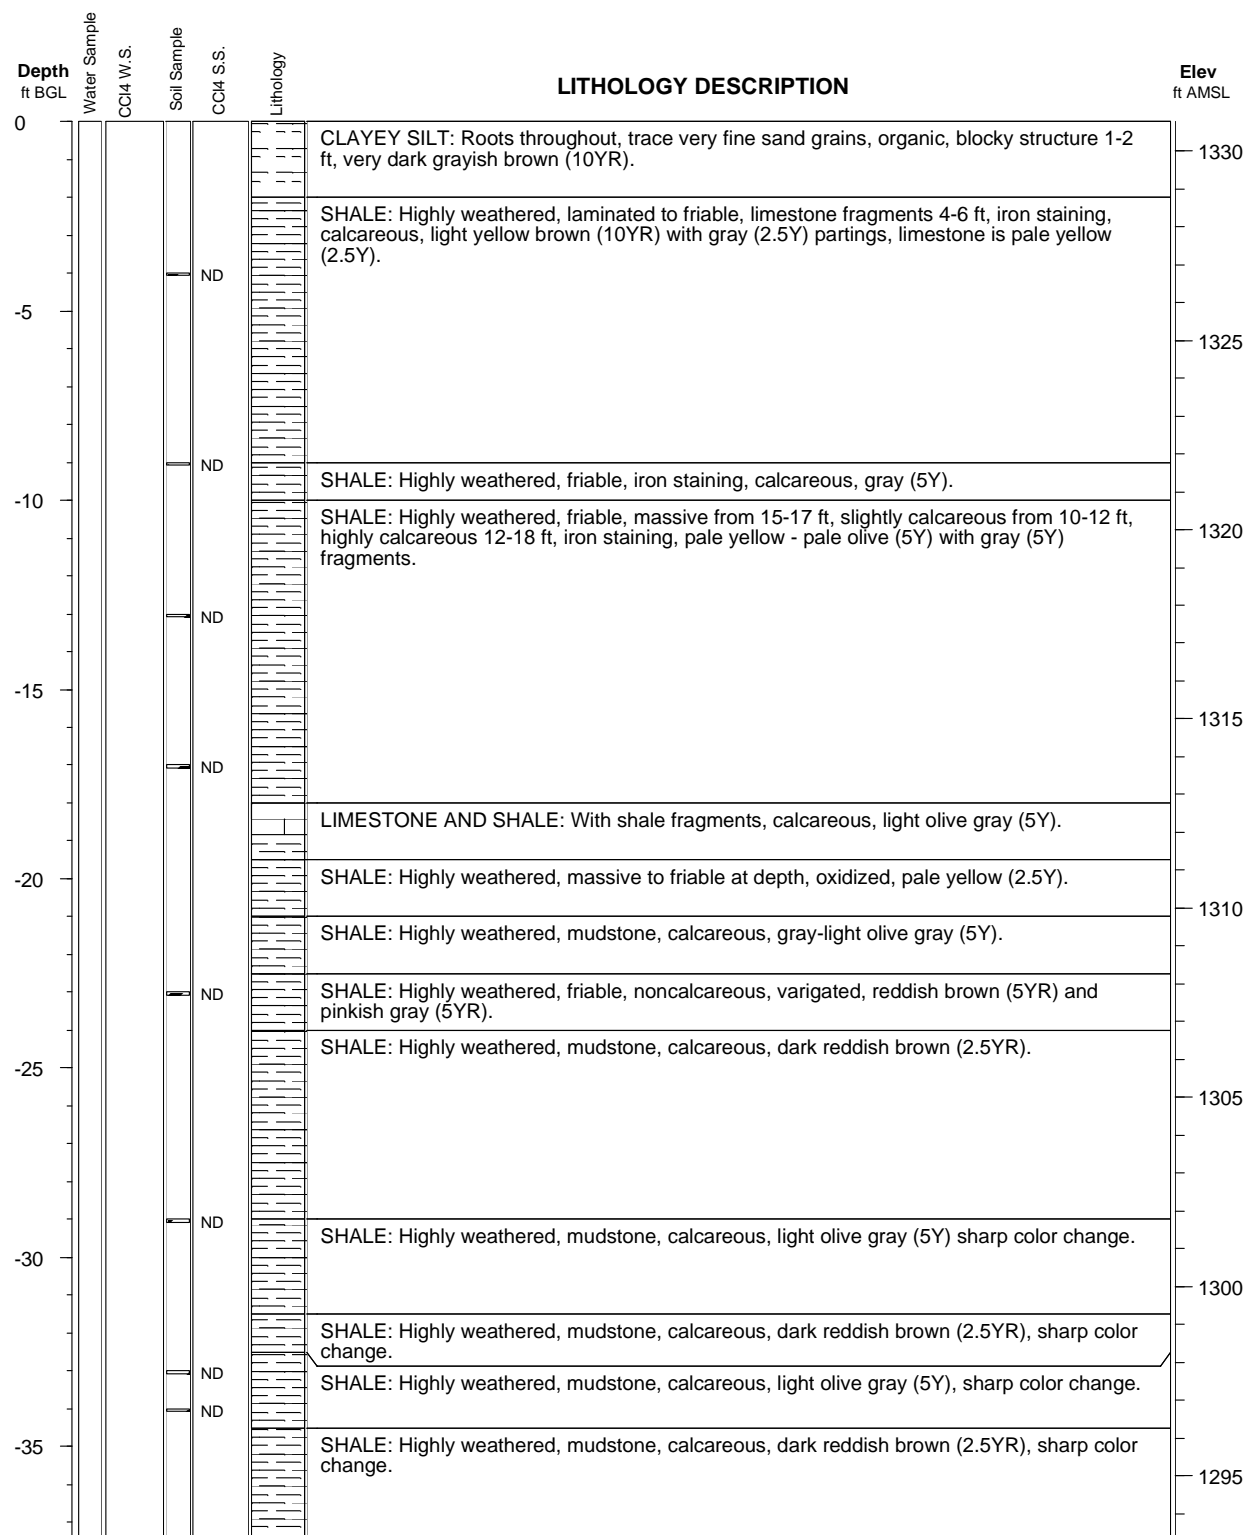 Depth
ft BGL
Water Sample
CCl4 W.S.
Soil Sample
CCl4 S.S.
Lithology
LITHOLOGY DESCRIPTION
Elev
ft AMSL
0
CLAYEY SILT: Roots throughout, trace very fine sand grains, organic, blocky structure 1-2
ft, very dark grayish brown (10YR).
1330
SHALE: Highly weathered, laminated to friable, limestone fragments 4-6 ft, iron staining,
calcareous, light yellow brown (10YR) with gray (2.5Y) partings, limestone is pale yellow
(2.5Y).
ND
-5
1325
ND
SHALE: Highly weathered, friable, iron staining, calcareous, gray (5Y).
-10
SHALE: Highly weathered, friable, massive from 15-17 ft, slightly calcareous from 10-12 ft,
highly calcareous 12-18 ft, iron staining, pale yellow - pale olive (5Y) with gray (5Y)
fragments.
1320
ND
-15
1315
ND
LIMESTONE AND SHALE: With shale fragments, calcareous, light olive gray (5Y).
-20
SHALE: Highly weathered, massive to friable at depth, oxidized, pale yellow (2.5Y).
1310
SHALE: Highly weathered, mudstone, calcareous, gray-light olive gray (5Y).
ND
SHALE: Highly weathered, friable, noncalcareous, varigated, reddish brown (5YR) and
pinkish gray (5YR).
SHALE: Highly weathered, mudstone, calcareous, dark reddish brown (2.5YR).
-25
1305
ND
SHALE: Highly weathered, mudstone, calcareous, light olive gray (5Y) sharp color change.
-30
1300
SHALE: Highly weathered, mudstone, calcareous, dark reddish brown (2.5YR), sharp color
change.
ND
SHALE: Highly weathered, mudstone, calcareous, light olive gray (5Y), sharp color change.
ND
-35
SHALE: Highly weathered, mudstone, calcareous, dark reddish brown (2.5YR), sharp color
change.
1295